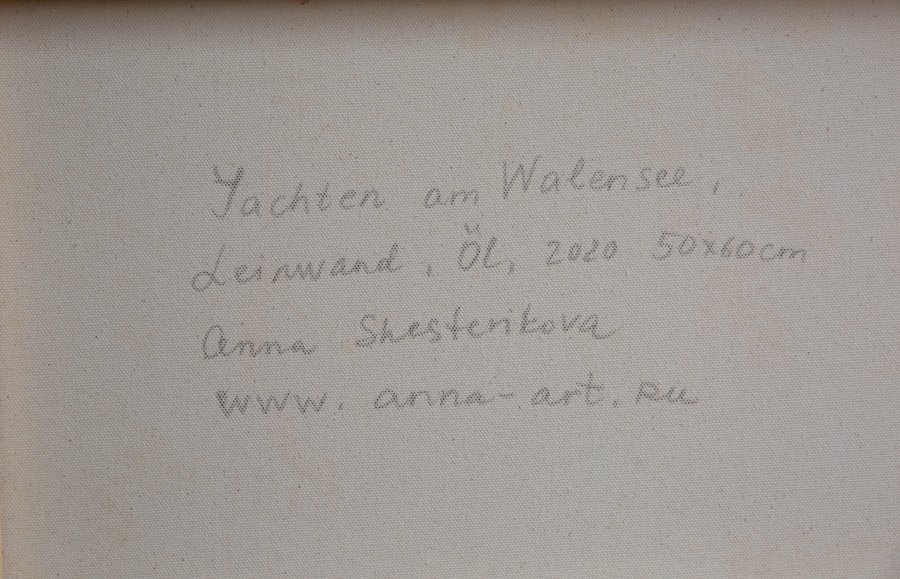 Yachten am Walensee,
Leinwand, Öl, 2020 50x60cm
Anna Shesterikova
www.anna-art.ru